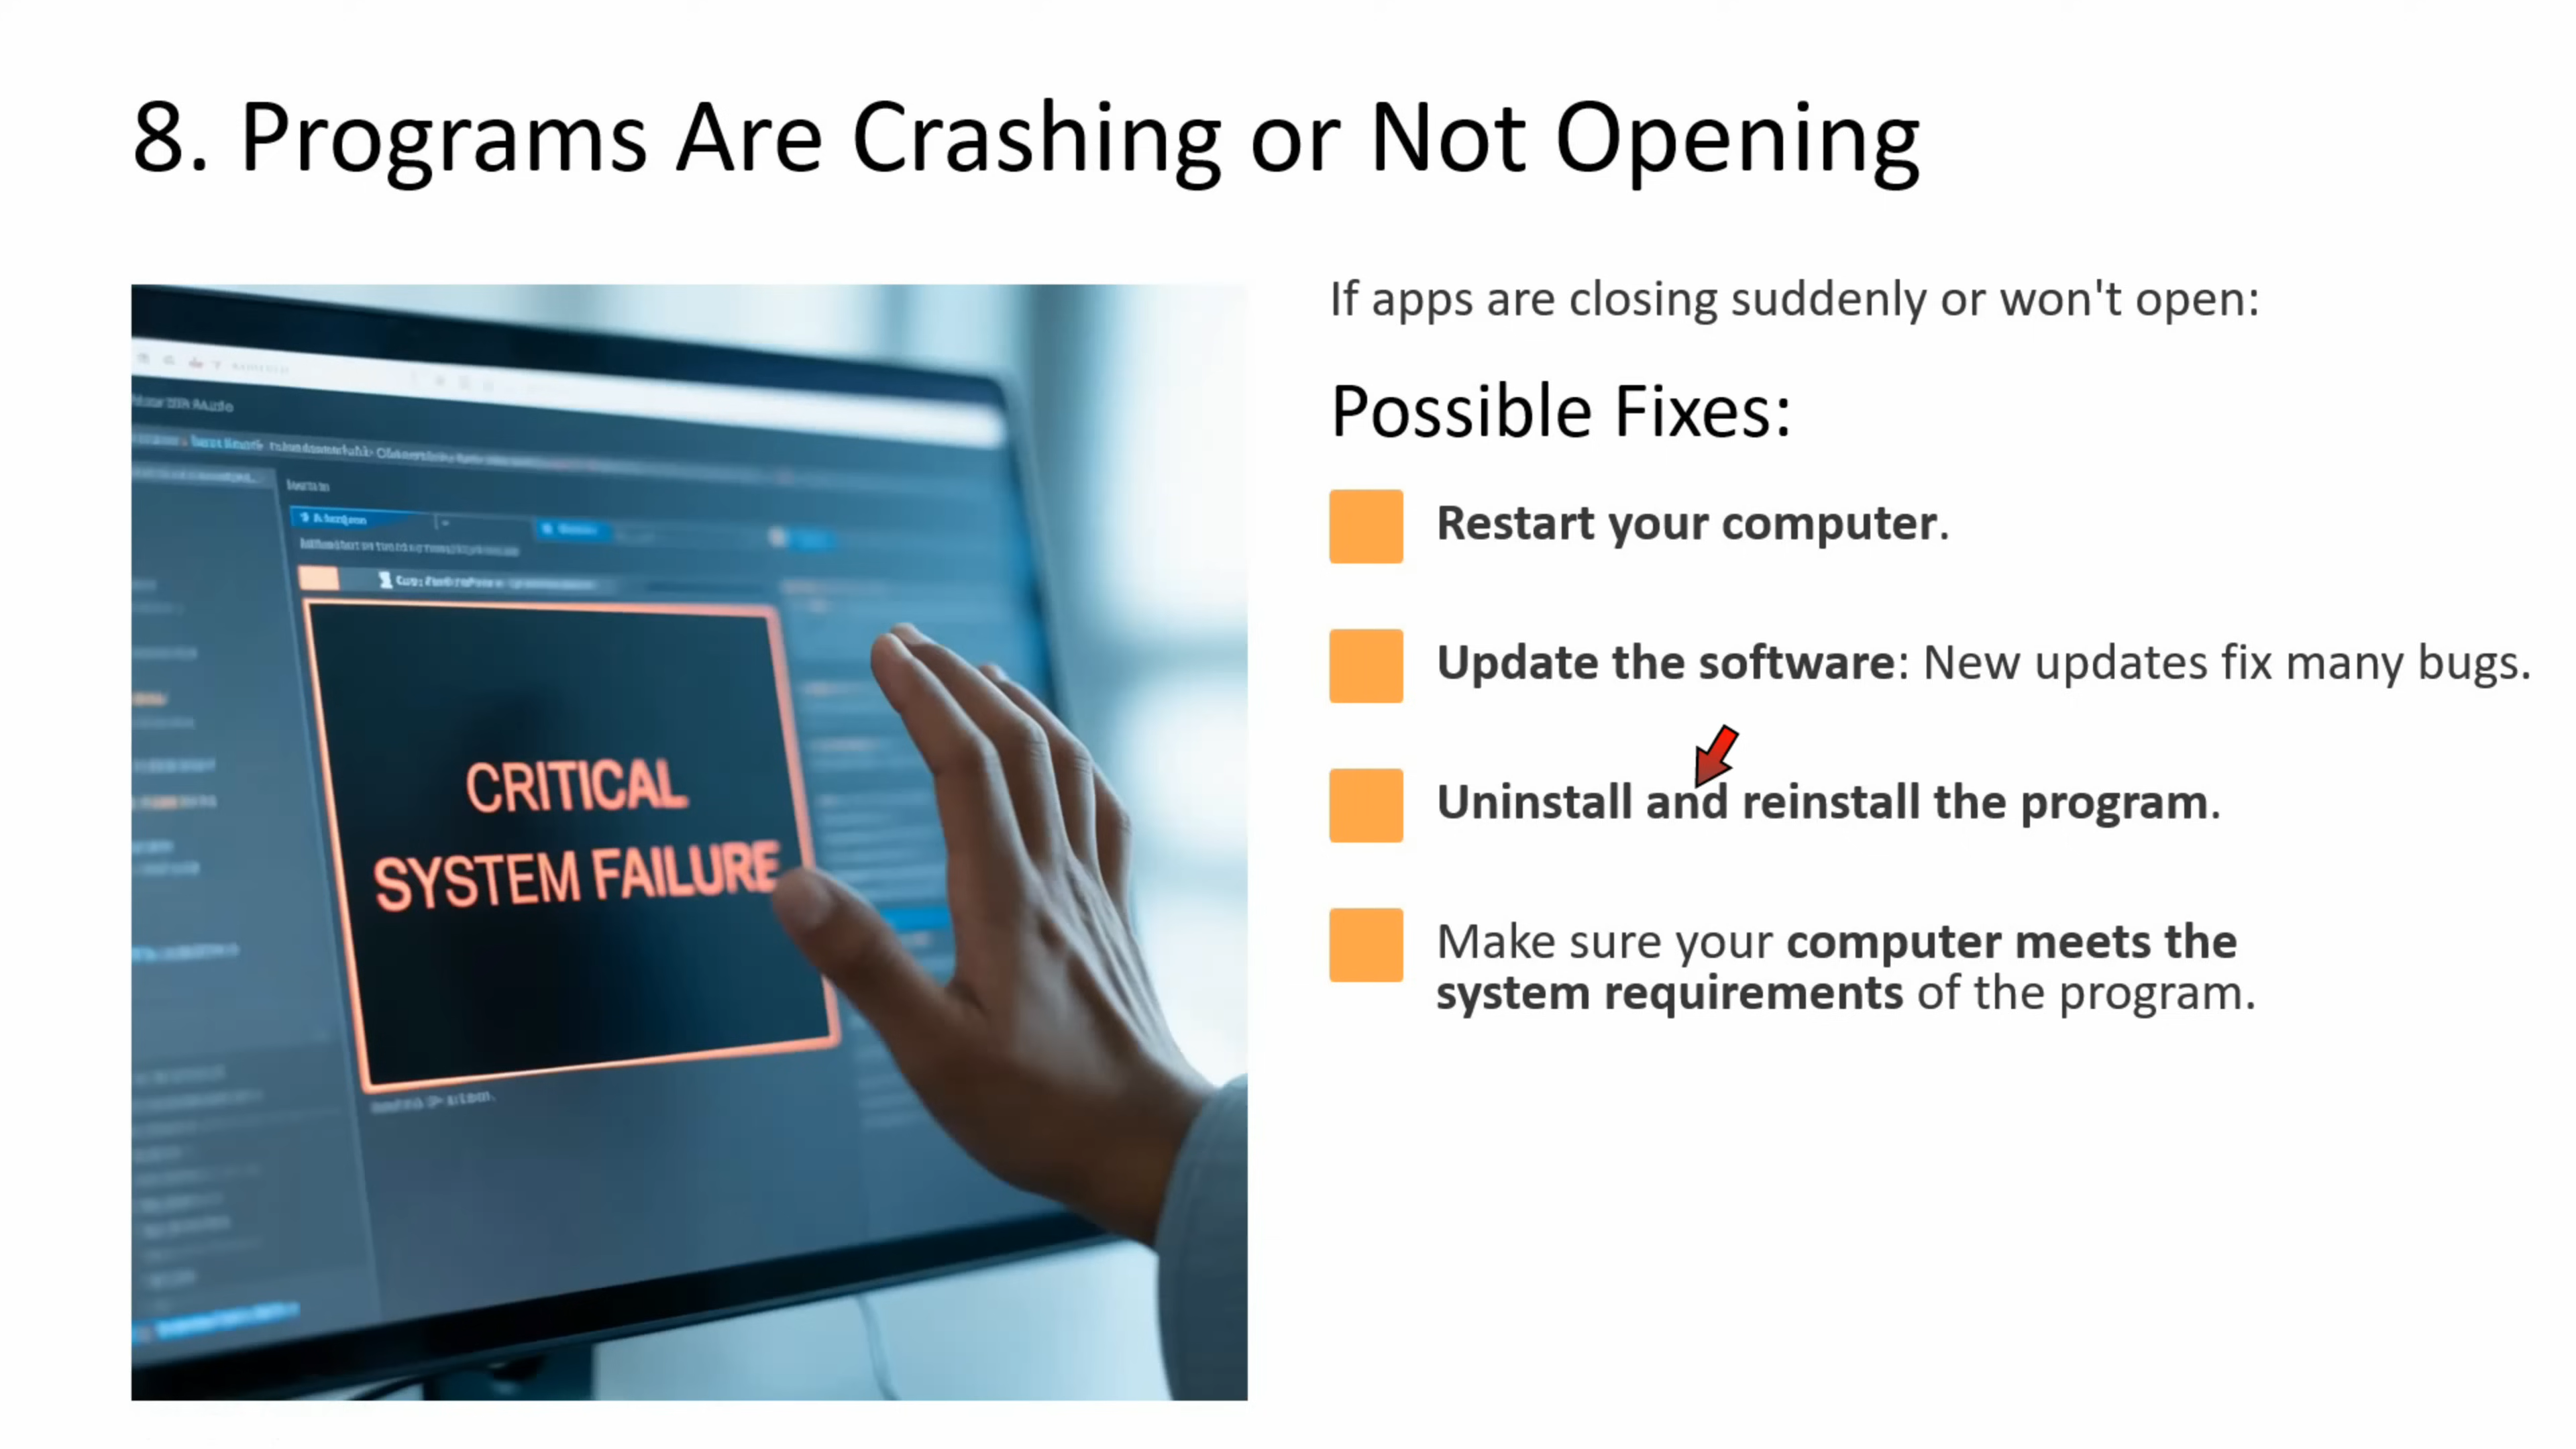 8. Programs Are Crashing or Not Opening
If apps are closing suddenly or won't open:
Possible Fixes:
Restart your computer.
Update the software: New updates fix many bugs.
Uninstall and reinstall the program.
Make sure your computer meets the
system requirements of the program.
CRITICAL
SYSTEM FAILURE